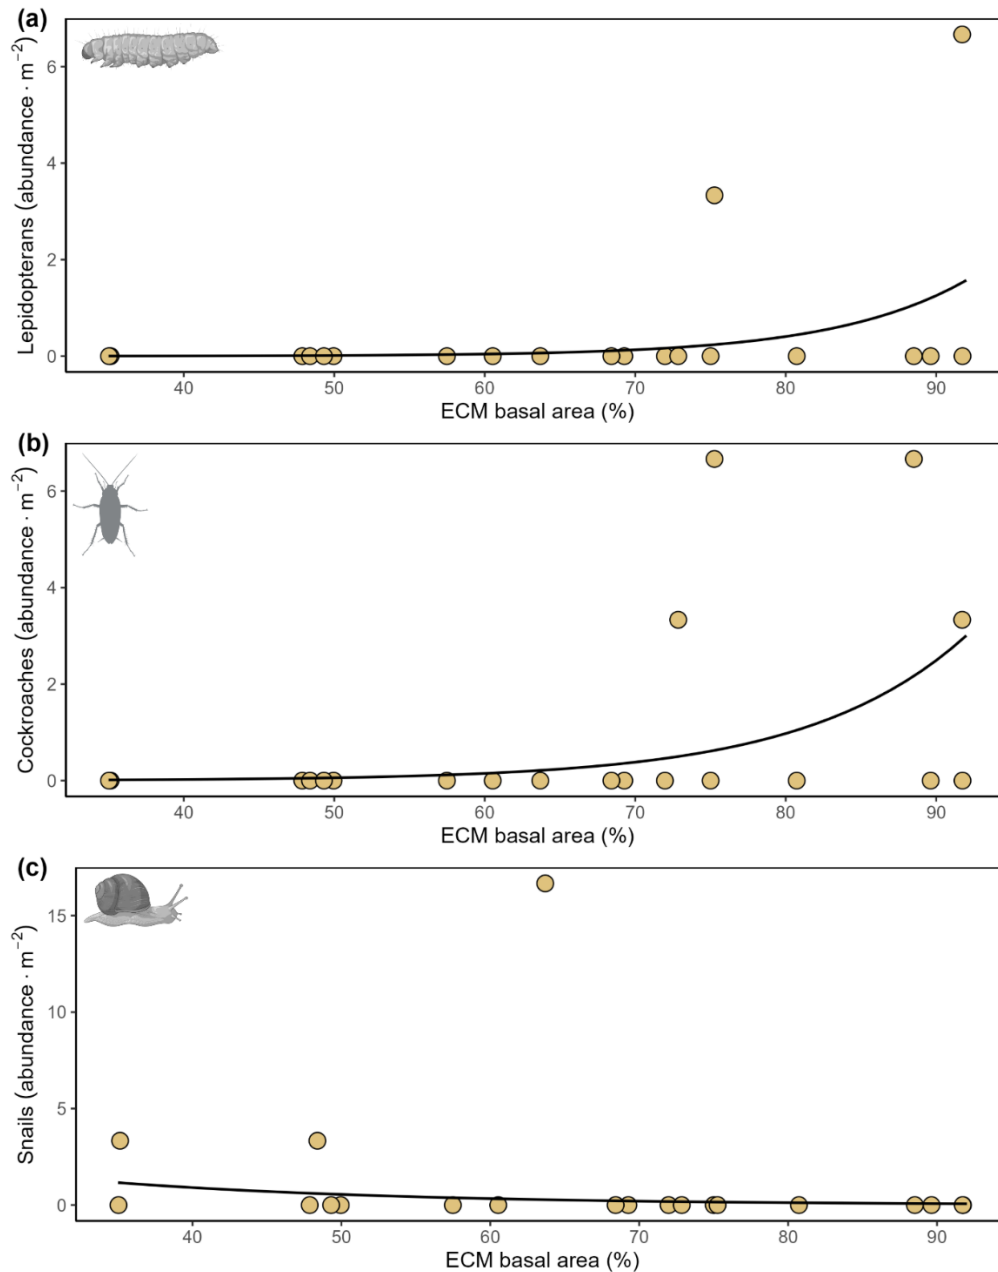 (a)
Lepidopterans (abundance · m⁻²)
6
4
2
0
40 50 60 70 80 90
ECM basal area (%)
(b)
Cockroaches (abundance · m⁻²)
6
4
2
0
40 50 60 70 80 90
ECM basal area (%)
(c)
Snails (abundance · m⁻²)
15
10
5
0
40 50 60 70 80 90
ECM basal area (%)